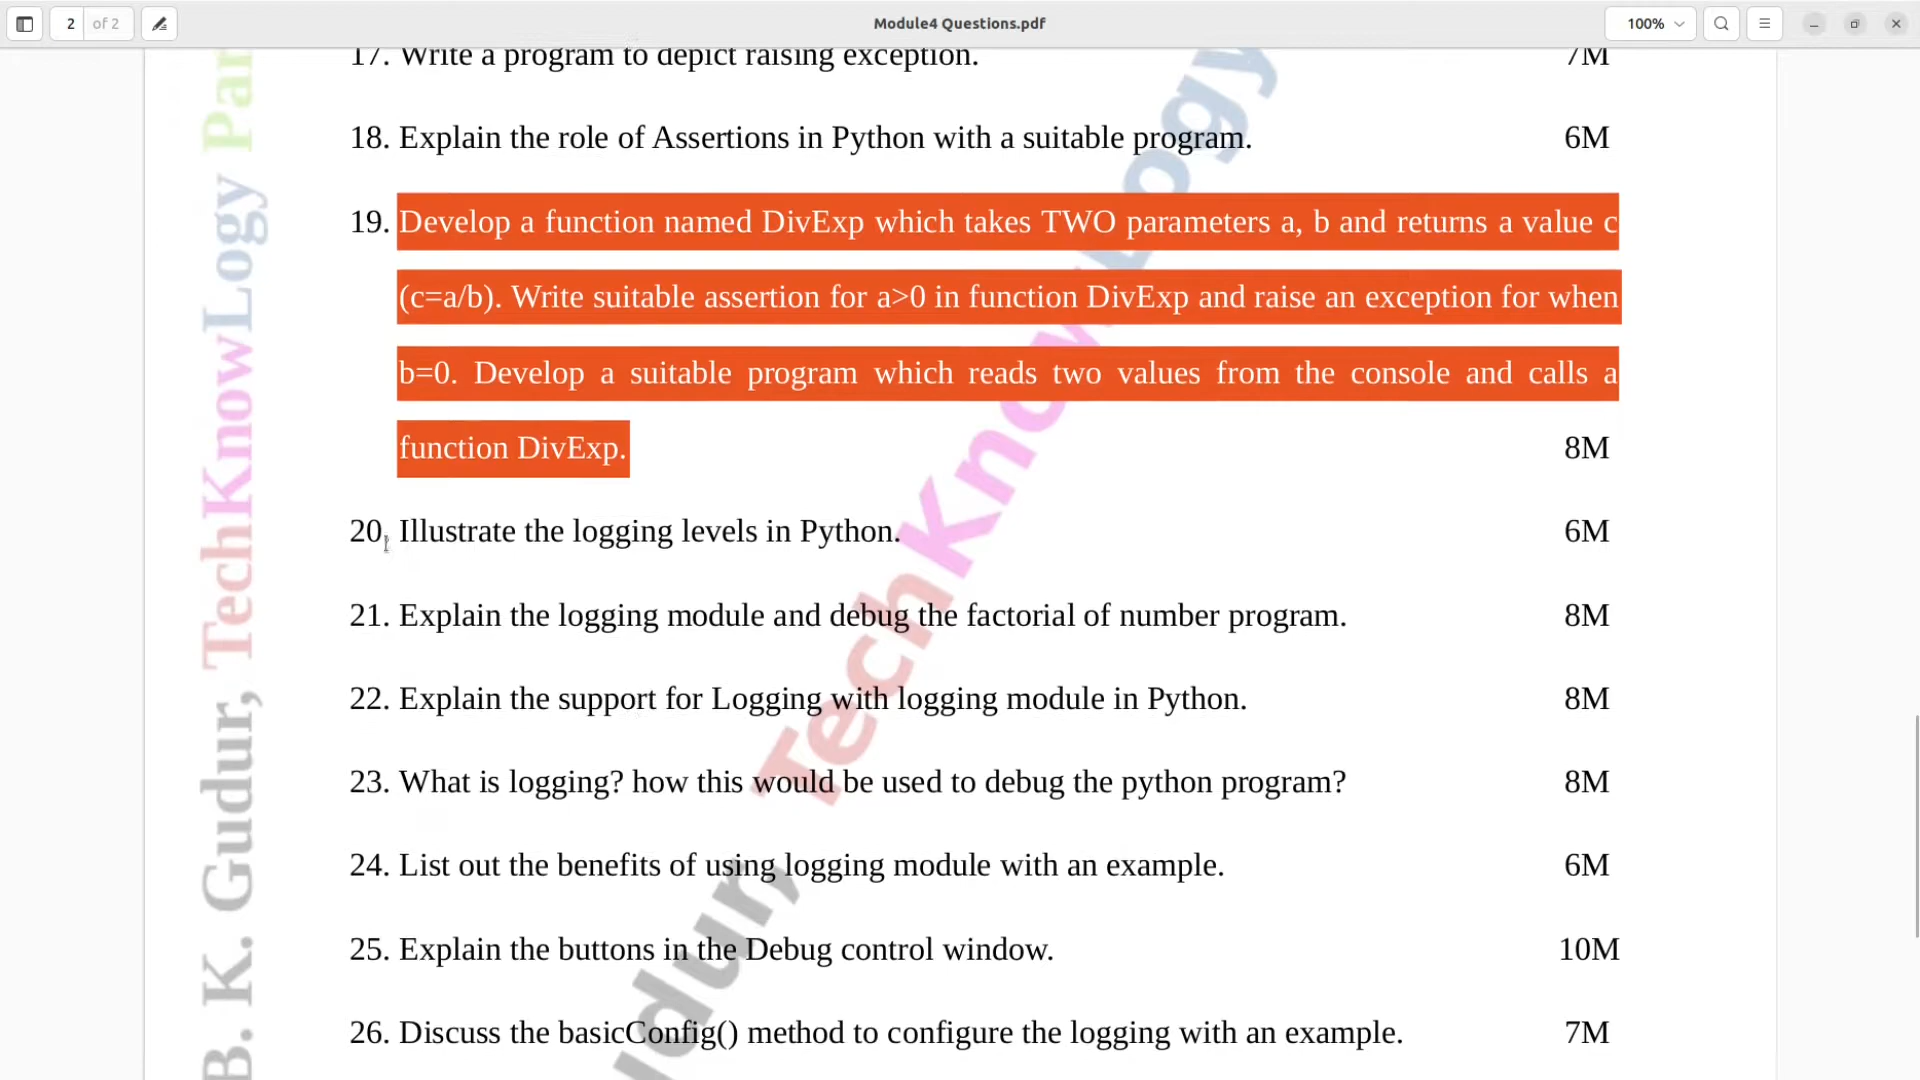 2 of 2
Module4 Questions.pdf
100%
17. Write a program to depict raising exception. 7M
18. Explain the role of Assertions in Python with a suitable program. 6M
19. Develop a function named DivExp which takes TWO parameters a, b and returns a value c
(c=a/b). Write suitable assertion for a>0 in function DivExp and raise an exception for when
b=0. Develop a suitable program which reads two values from the console and calls a
function DivExp. 8M
20. Illustrate the logging levels in Python. 6M
21. Explain the logging module and debug the factorial of number program. 8M
22. Explain the support for Logging with logging module in Python. 8M
23. What is logging? how this would be used to debug the python program? 8M
24. List out the benefits of using logging module with an example. 6M
25. Explain the buttons in the Debug control window. 10M
26. Discuss the basicConfig() method to configure the logging with an example. 7M
B. K. Gudur, TechKnowLogy Par
udur, TechKnowLogy